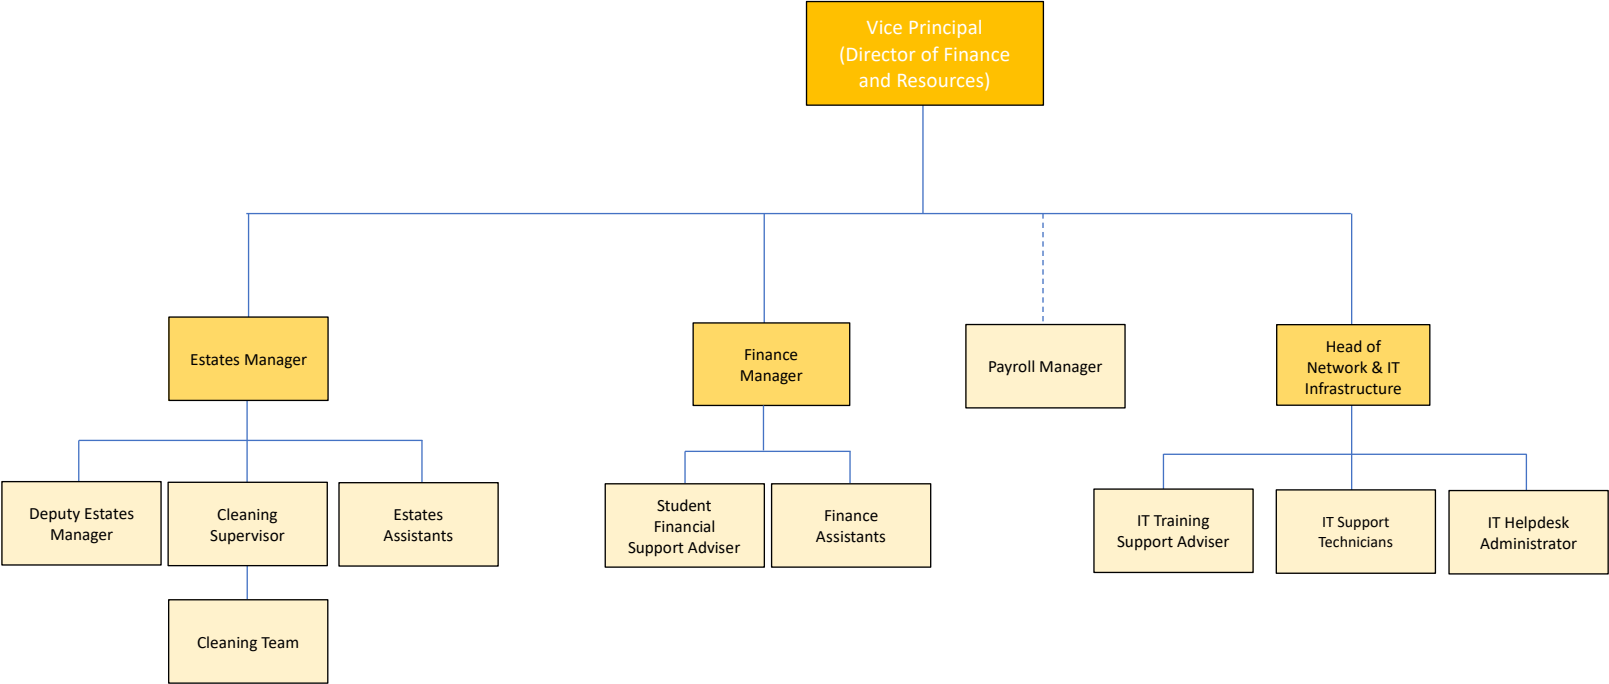 Vice Principal
(Director of Finance
and Resources)
Estates Manager
Finance
Manager
Payroll Manager
Head of
Network & IT
Infrastructure
Deputy Estates
Manager
Cleaning
Supervisor
Estates
Assistants
Student
Financial
Support Adviser
Finance
Assistants
IT Training
Support Adviser
IT Support
Technicians
IT Helpdesk
Administrator
Cleaning Team